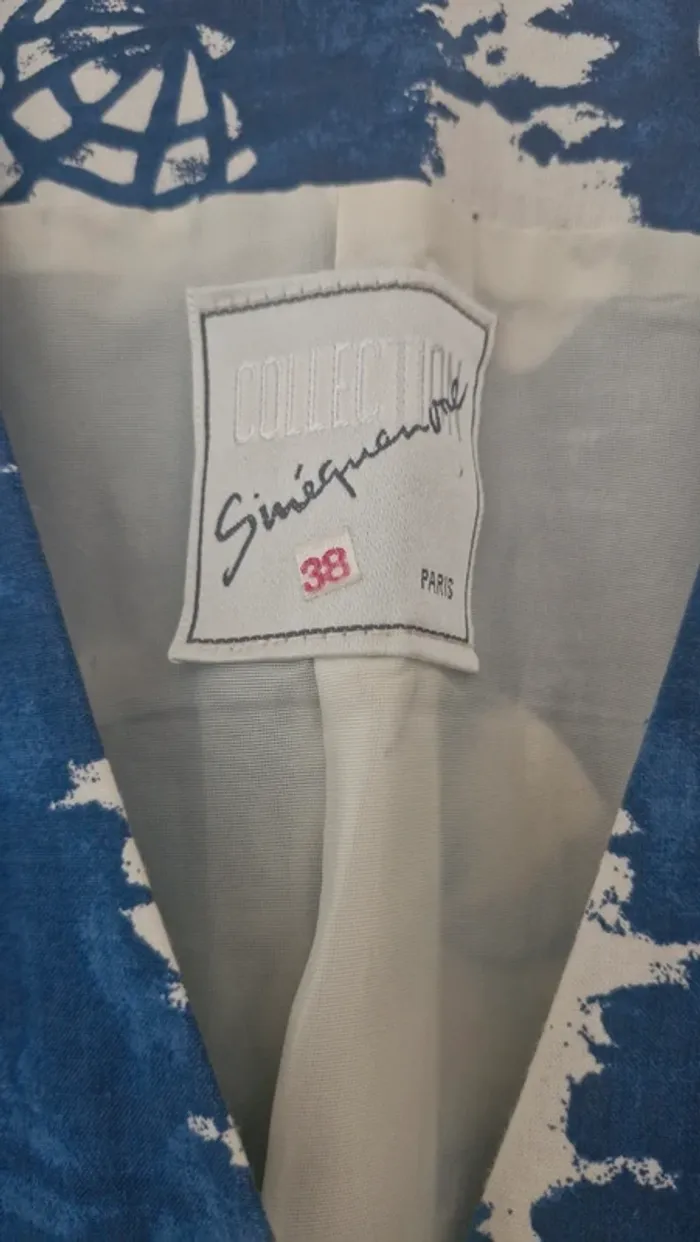 COLLECTION
Sinéquanone
38
PARIS